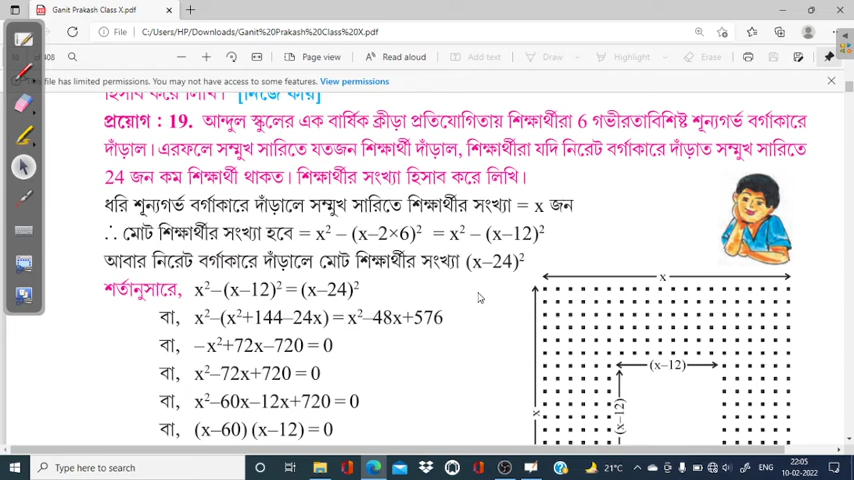 Ganit Prakash Class X.pdf
File C:/Users/HP/Downloads/Ganit%20Prakash%20Class%20X.pdf
408
Page view
Read aloud
Add text
Draw
Highlight
Erase
file has limited permissions. You may not have access to some features. View permissions
হিসাব করে লিখি। [নিজে করি]
প্রয়োগ : 19. আন্দুল স্কুলের এক বার্ষিক ক্রীড়া প্রতিযোগিতায় শিক্ষার্থীরা 6 গভীরতাবিশিষ্ট শূন্যগর্ভ বর্গাকারে
দাঁড়াল। এরফলে সম্মুখ সারিতে যতজন শিক্ষার্থী দাঁড়াল, শিক্ষার্থীরা যদি নিরেট বর্গাকারে দাঁড়াত সম্মুখ সারিতে
24 জন কম শিক্ষার্থী থাকত। শিক্ষার্থীর সংখ্যা হিসাব করে লিখি।
ধরি শূন্যগর্ভ বর্গাকারে দাঁড়ালে সম্মুখ সারিতে শিক্ষার্থীর সংখ্যা = x জন
∴ মোট শিক্ষার্থীর সংখ্যা হবে = x² – (x–2×6)² = x² – (x–12)²
আবার নিরেট বর্গাকারে দাঁড়ালে মোট শিক্ষার্থীর সংখ্যা (x–24)²
শর্তানুসারে, x²–(x–12)² = (x–24)²
বা, x²–(x²+144–24x) = x²–48x+576
বা, –x²+72x–720 = 0
বা, x²–72x+720 = 0
বা, x²–60x–12x+720 = 0
বা, (x–60) (x–12) = 0
x
(x–12)
x
(x–12)
Type here to search
21°C
ENG
22:05
10-02-2022